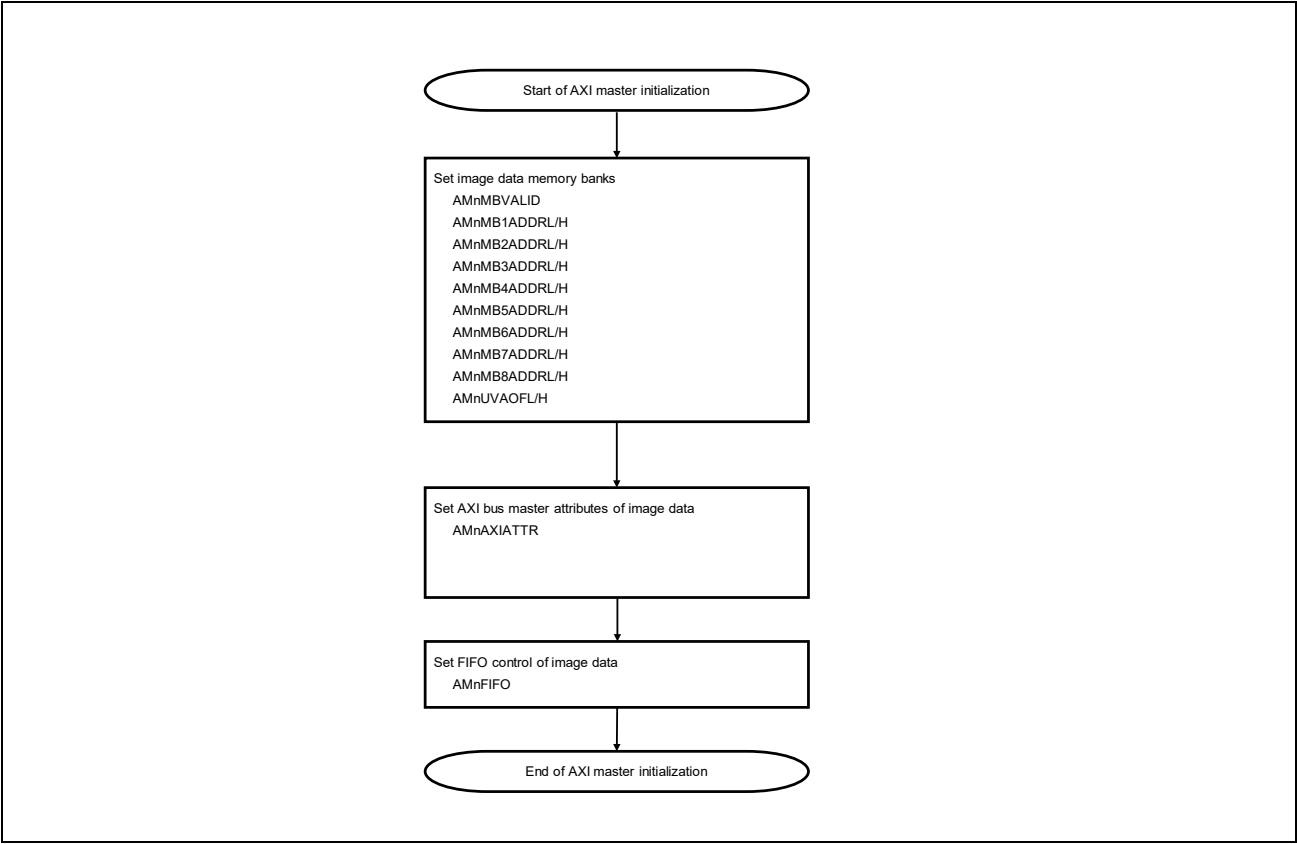 Start of AXI master initialization
Set image data memory banks
AMnMBVALID
AMnMB1ADDRL/H
AMnMB2ADDRL/H
AMnMB3ADDRL/H
AMnMB4ADDRL/H
AMnMB5ADDRL/H
AMnMB6ADDRL/H
AMnMB7ADDRL/H
AMnMB8ADDRL/H
AMnUVAOFL/H
Set AXI bus master attributes of image data
AMnAXIATTR
Set FIFO control of image data
AMnFIFO
End of AXI master initialization